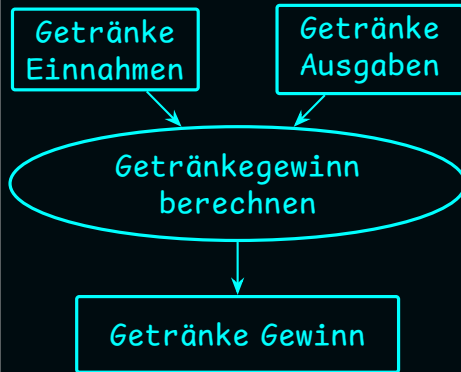 Getränke
Einnahmen
Getränke
Ausgaben
Getränkegewinn
berechnen
Getränke Gewinn